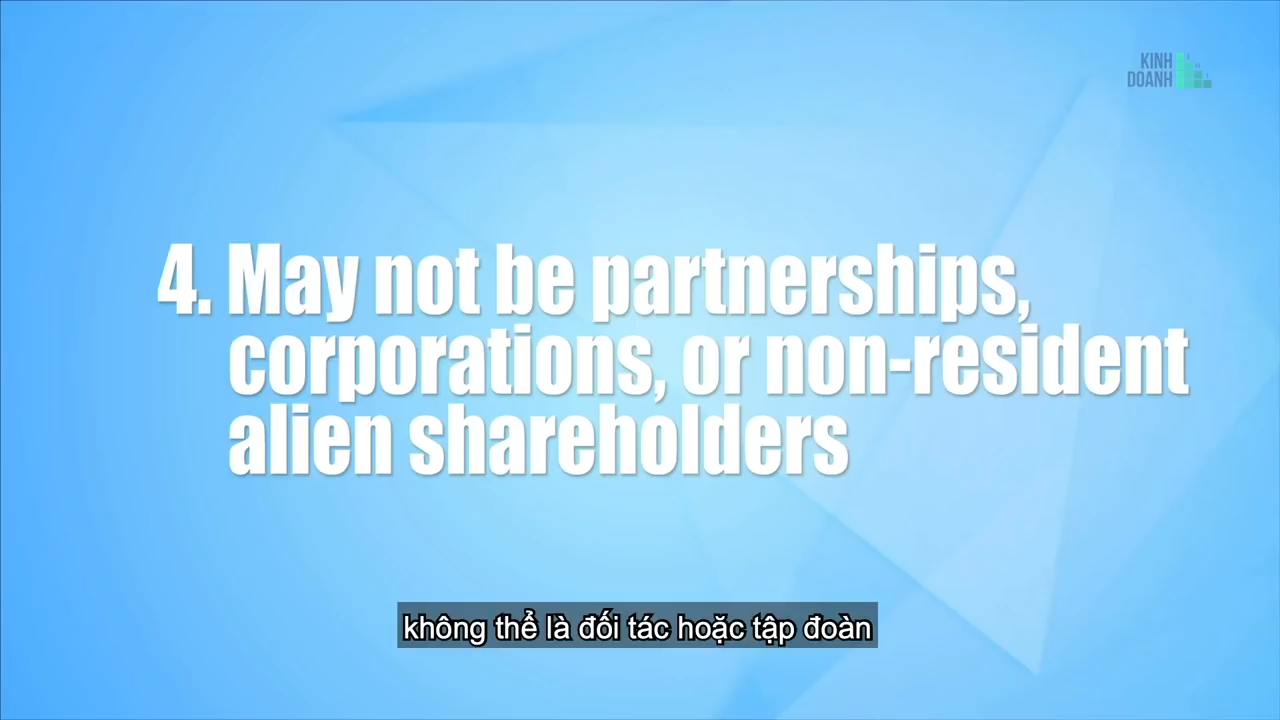 KINH
DOANH
4. May not be partnerships,
corporations, or non-resident
alien shareholders
không thể là đối tác hoặc tập đoàn